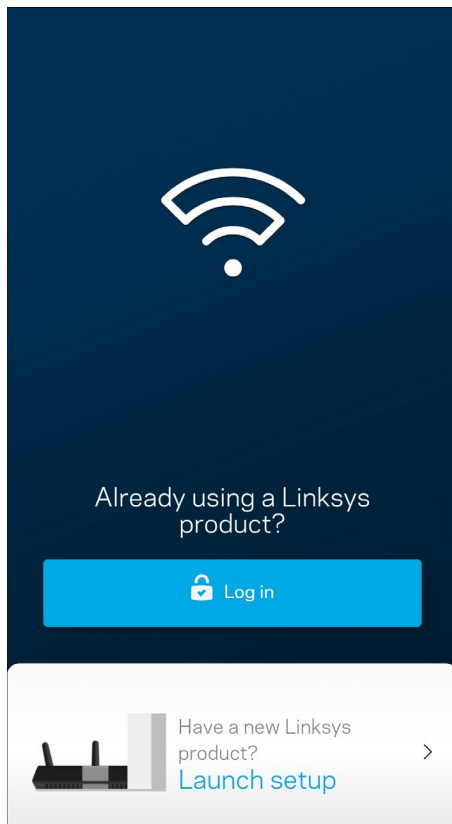 Already using a Linksys
product?
Log in
Have a new Linksys
product?
Launch setup